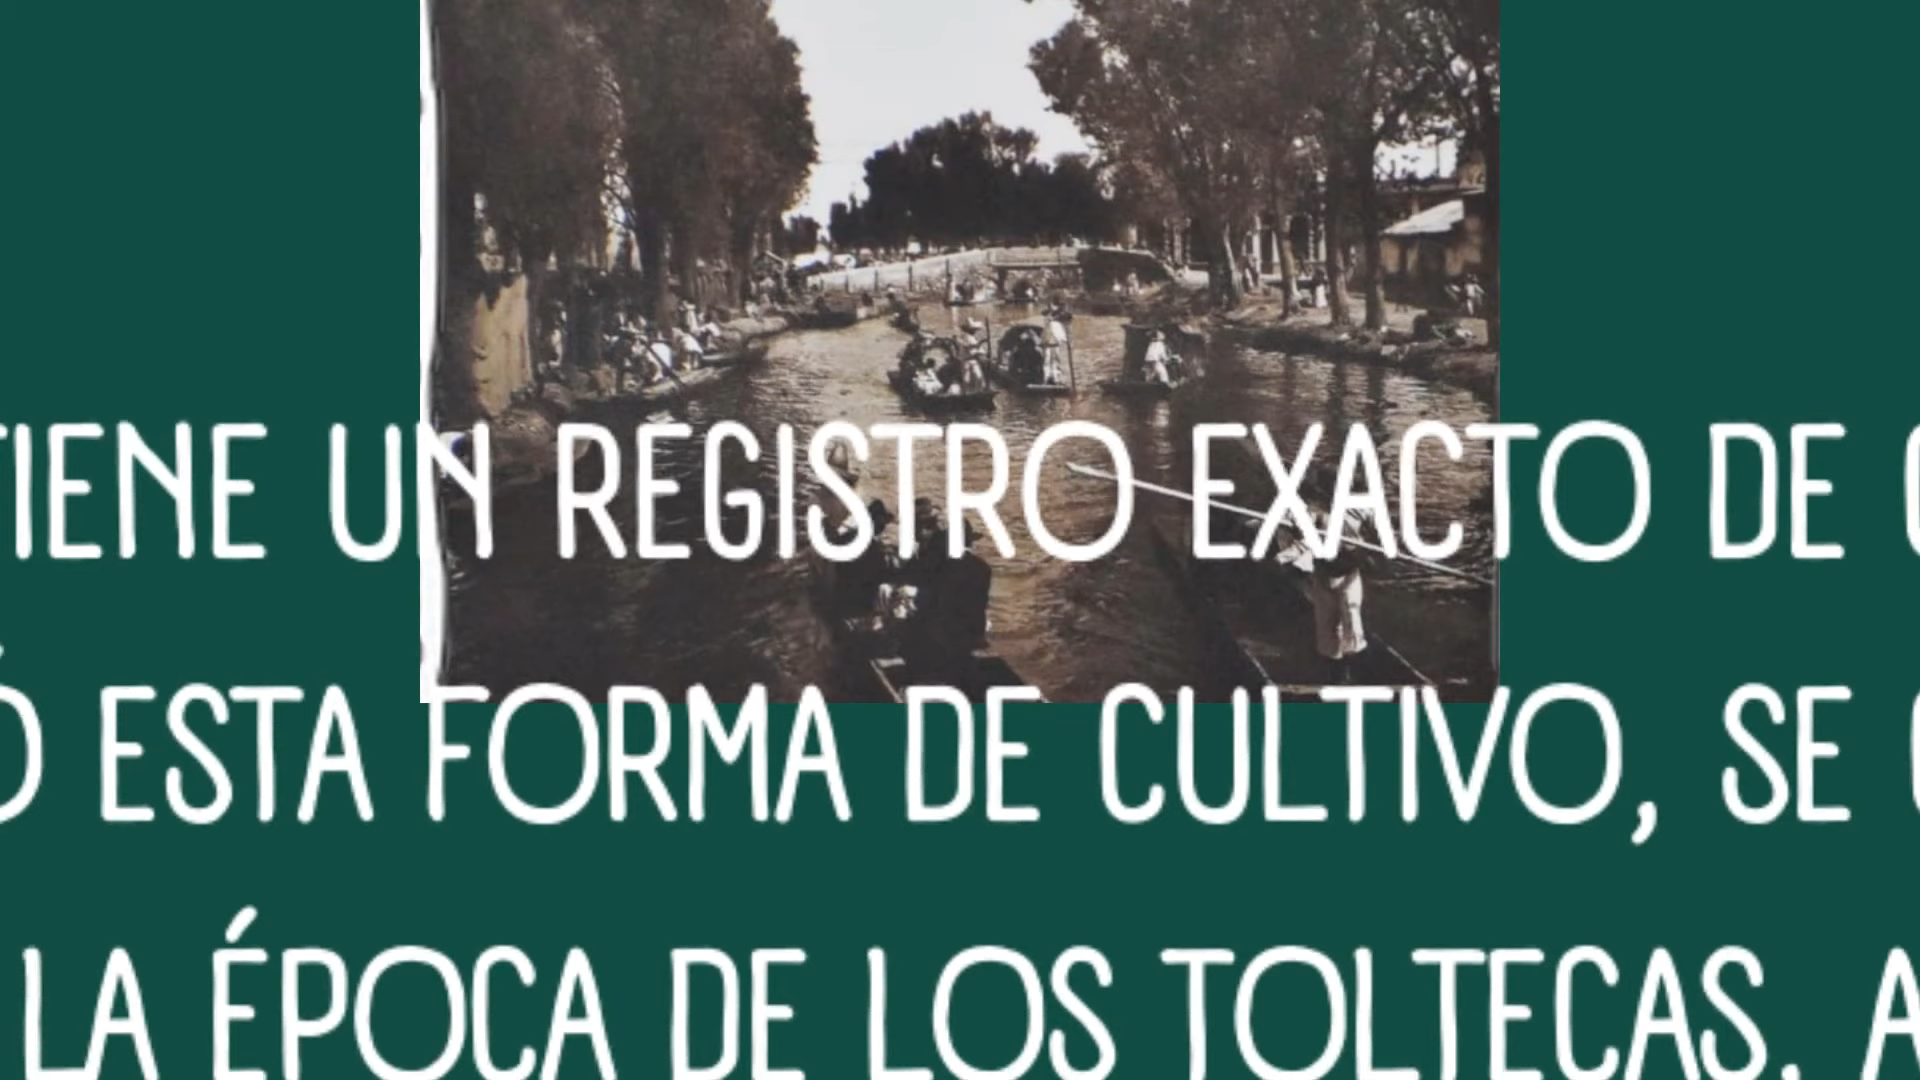 TIENE UN REGISTRO EXACTO DE
Ó ESTA FORMA DE CULTIVO, SE
LA ÉPOCA DE LOS TOLTECAS. A